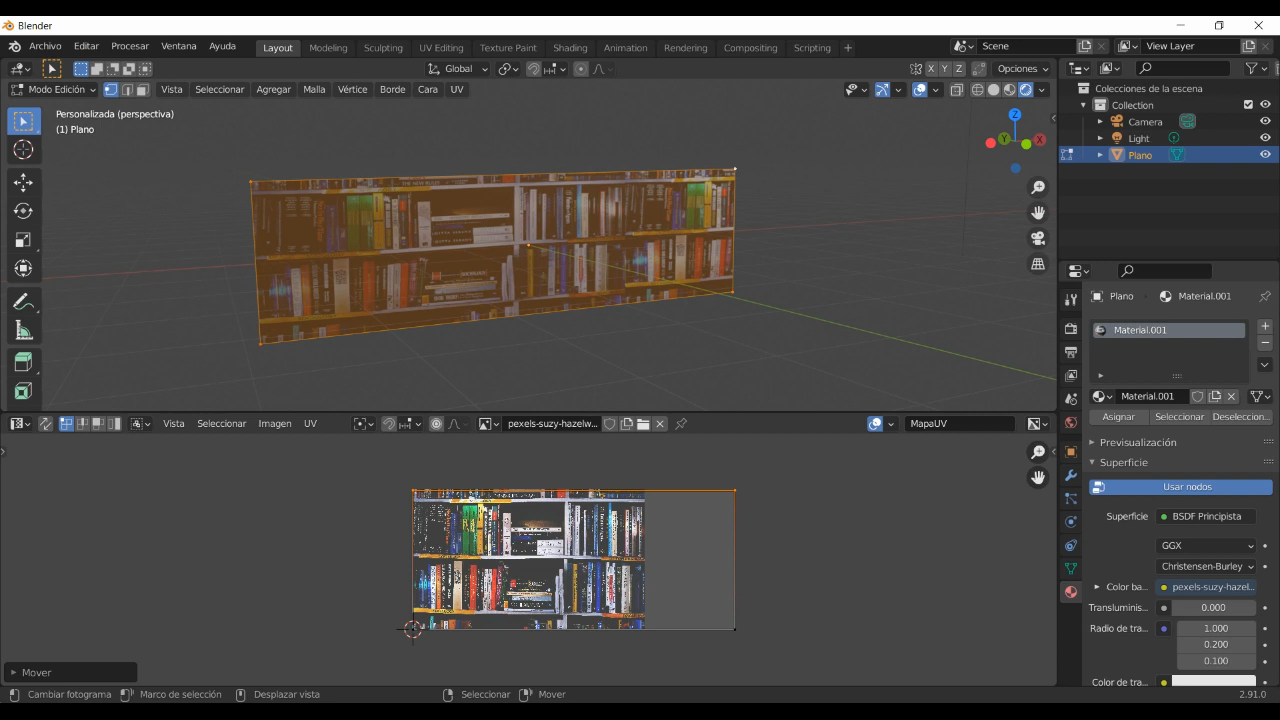 Blender
Archivo Editar Procesar Ventana Ayuda Layout Modeling Sculpting UV Editing Texture Paint Shading Animation Rendering Compositing Scripting + Scene View Layer
Global X Y Z Opciones
Modo Edición Vista Seleccionar Agregar Malla Vértice Borde Cara UV
Colecciones de la escena
Collection
Camera
Light
Plano
Personalizada (perspectiva)
(1) Plano
Z
Y
X
Plano Material.001
Material.001
Material.001
Asignar Seleccionar Deseleccion...
Previsualización
Superficie
Usar nodos
Superficie BSDF Principista
GGX
Christensen-Burley
Color ba... pexels-suzy-hazel...
Transluminis... 0.000
Radio de tra... 1.000
0.200
0.100
Color de tra...
Vista Seleccionar Imagen UV pexels-suzy-hazelw... MapaUV
Mover
Cambiar fotograma Marco de selección Desplazar vista Seleccionar Mover 2.91.0